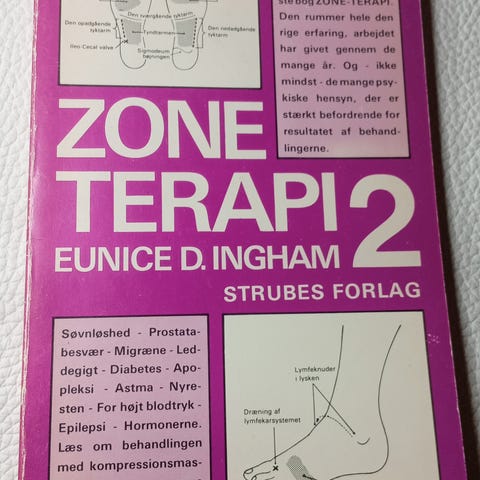 Den opadgående
tyktarm
Den tværgående tyktarm
Tyndtarmen
Den nedadgående
tyktarm
Ileo Cecal valve
Sigmodeum
bøjningen
ste bog ZONE-TERAPI.
Den rummer hele den
rige erfaring, arbejdet
har givet gennem de
mange år. Og - ikke
mindst - de mange psy-
kiske hensyn, der er
stærkt befordrende for
resultatet af behand-
lingerne.
ZONE
TERAPI 2
EUNICE D. INGHAM
STRUBES FORLAG
Søvnløshed - Prostata-
besvær - Migræne - Led-
degigt - Diabetes - Apo-
pleksi - Astma - Nyre-
sten - For højt blodtryk -
Epilepsi - Hormonerne.
Læs om behandlingen
med kompressionsmas-
Lymfeknuder
i lysken
Dræning af
lymfekarsystemet